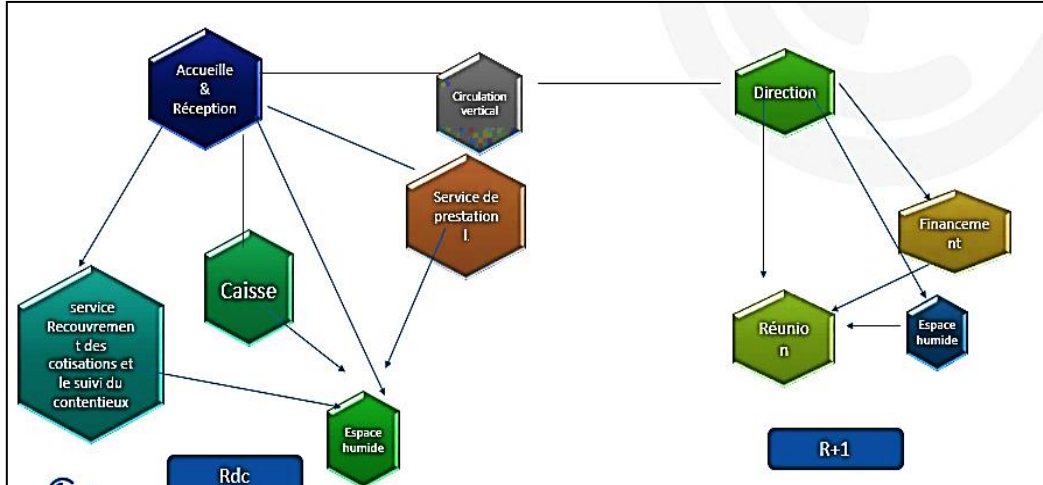 Accueille
&
Réception
Circulation
vertical
Direction
Service de
prestation
l.
Financeme
nt
Caisse
service
Recouvremen
t des
cotisations et
le suivi du
contentieux
Réunio
n
Espace
humide
Espace
humide
R+1
Rdc